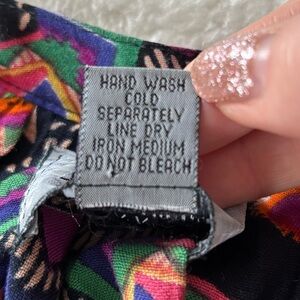 HAND WASH
COLD
SEPARATELY
LINE DRY
IRON MEDIUM
DO NOT BLEACH